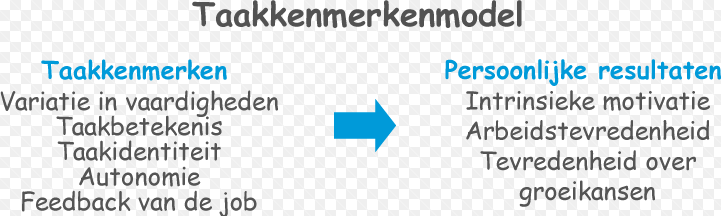 Taakkenmerkenmodel
Taakkenmerken
Variatie in vaardigheden
Taakbetekenis
Taakidentiteit
Autonomie
Feedback van de job
Persoonlijke resultaten
Intrinsieke motivatie
Arbeidstevredenheid
Tevredenheid over
groeikansen